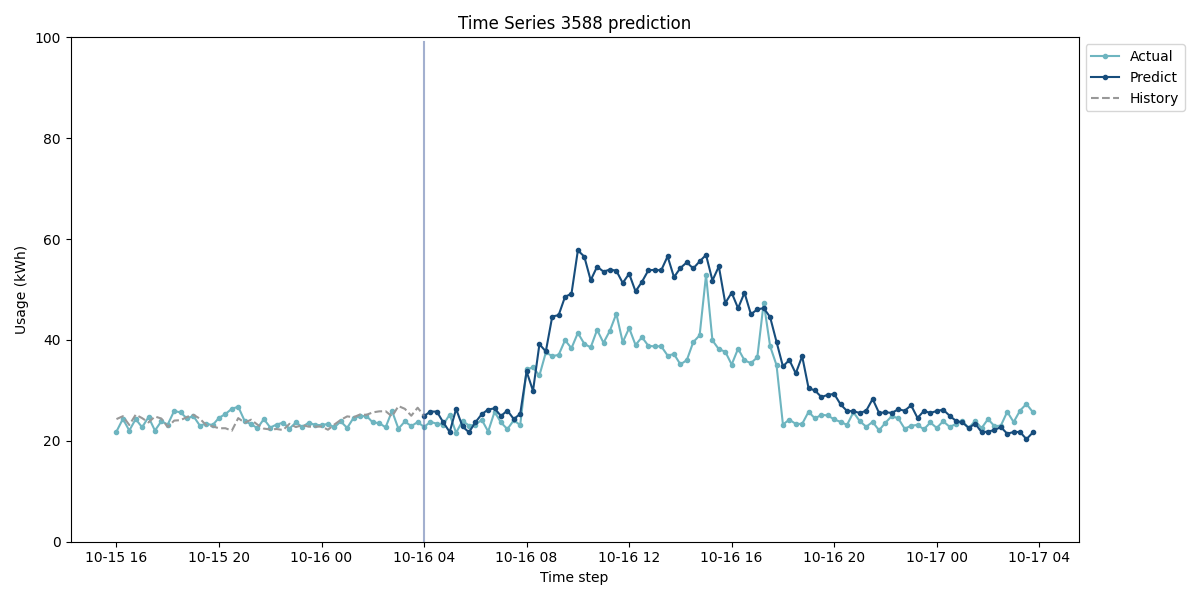 Time Series 3588 prediction
Actual
Predict
History
100
80
60
40
20
0
Usage (kWh)
10-15 16
10-15 20
10-16 00
10-16 04
10-16 08
10-16 12
10-16 16
10-16 20
10-17 00
10-17 04
Time step